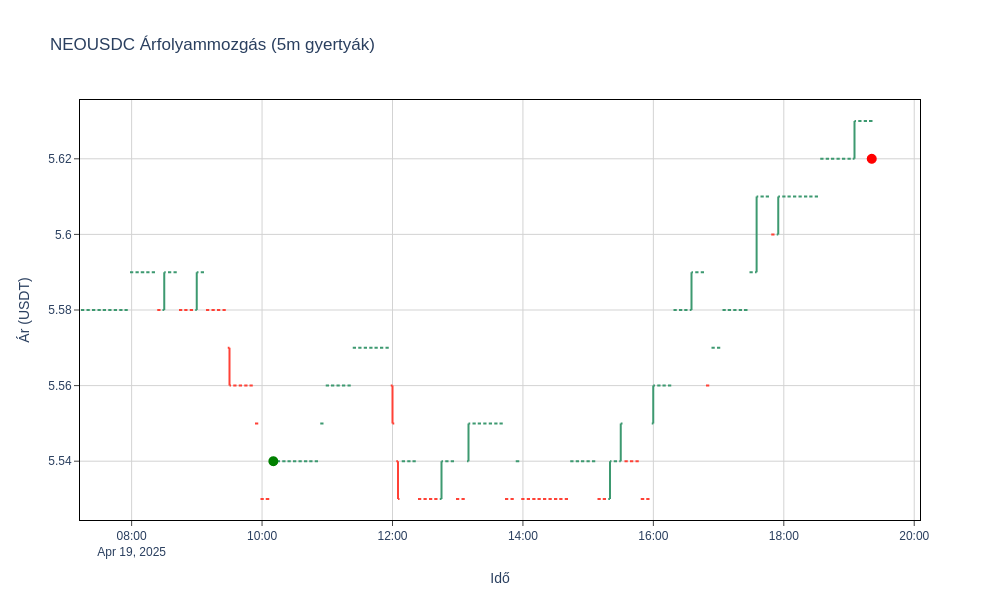 NEOUSDC Árfolyammozgás (5m gyertyák)
Ár (USDT)
5.62
5.6
5.58
5.56
5.54
08:00 10:00 12:00 14:00 16:00 18:00 20:00
Apr 19, 2025
Idő